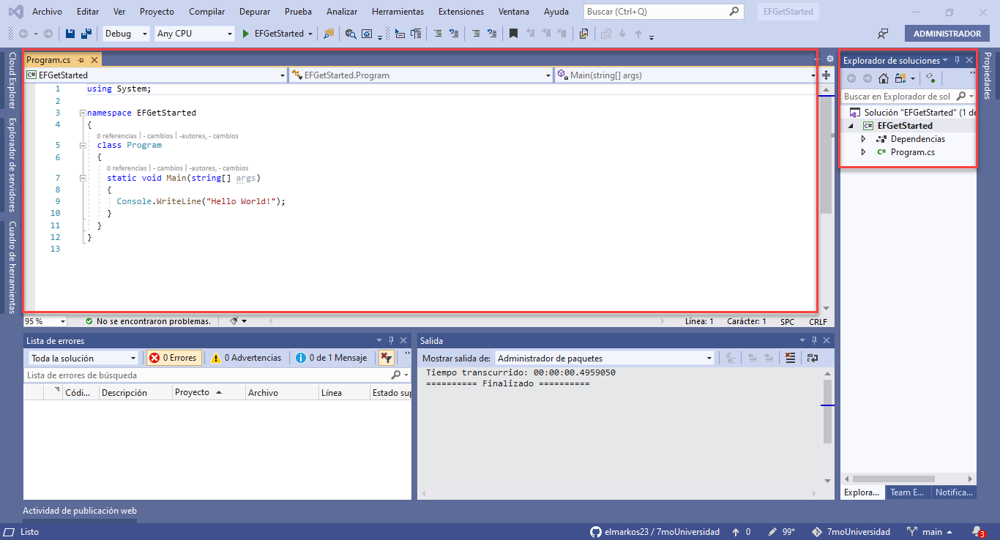 Archivo Editar Ver Proyecto Compilar Depurar Prueba Analizar Herramientas Extensiones Ventana Ayuda Buscar (Ctrl+Q) EFGetStarted
Debug Any CPU EFGetStarted ADMINISTRADOR
Cloud Explorer
Explorador de servidores
Cuadro de herramientas
Program.cs
EFGetStarted EFGetStarted.Program Main(string[] args)
1 using System;
2
3 namespace EFGetStarted
4 {
0 referencias | - cambios | -autores, - cambios
5 class Program
6 {
0 referencias | - cambios | -autores, - cambios
7 static void Main(string[] args)
8 {
9 Console.WriteLine("Hello World!");
10 }
11 }
12 }
13
95 % No se encontraron problemas. Línea: 1 Carácter: 1 SPC CRLF
Explorador de soluciones
Buscar en Explorador de sol
Solución "EFGetStarted" (1 de
C# EFGetStarted
Dependencias
C# Program.cs
Explora... Team E... Notifica...
Propiedades
Lista de errores
Toda la solución 0 Errores 0 Advertencias 0 de 1 Mensaje
Lista de errores de búsqueda
Códi... Descripción Proyecto Archivo Línea Estado sup
Salida
Mostrar salida de: Administrador de paquetes
Tiempo transcurrido: 00:00:00.4959050
========== Finalizado ==========
Actividad de publicación web
Listo elmarkos23 / 7moUniversidad 0 99* 7moUniversidad main 3